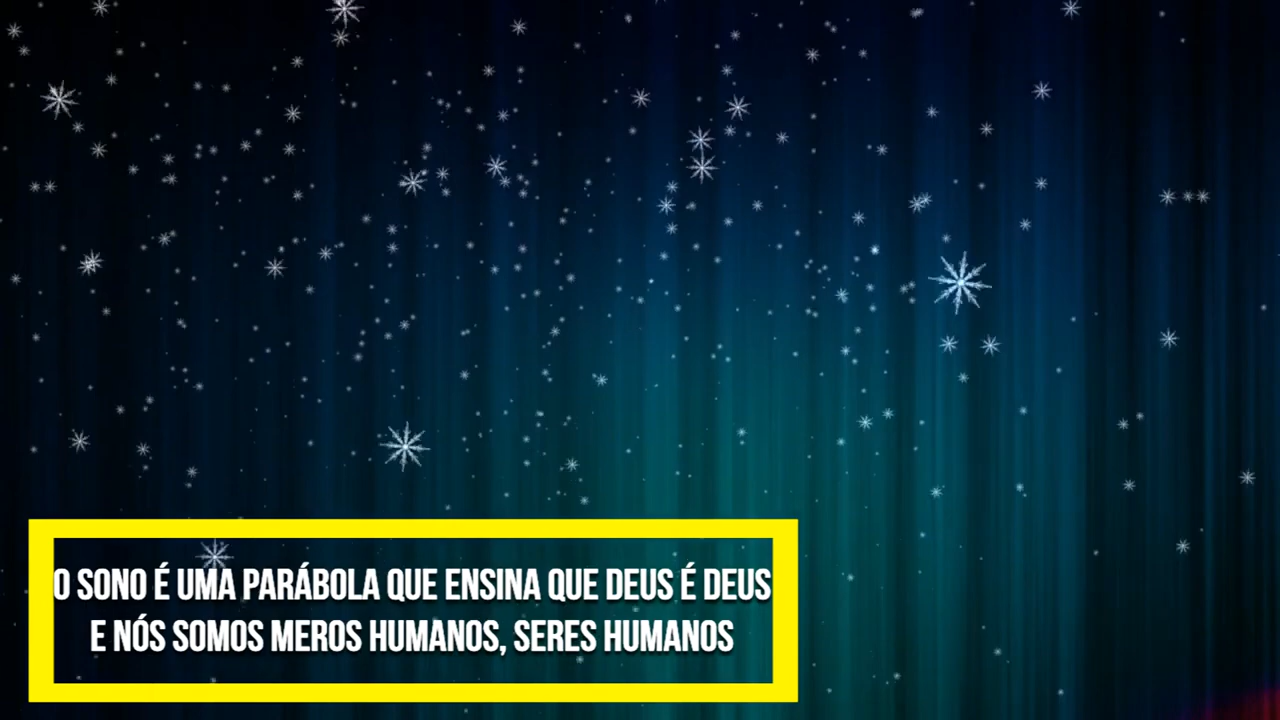 O SONO É UMA PARÁBOLA QUE ENSINA QUE DEUS É DEUS
E NÓS SOMOS MEROS HUMANOS, SERES HUMANOS